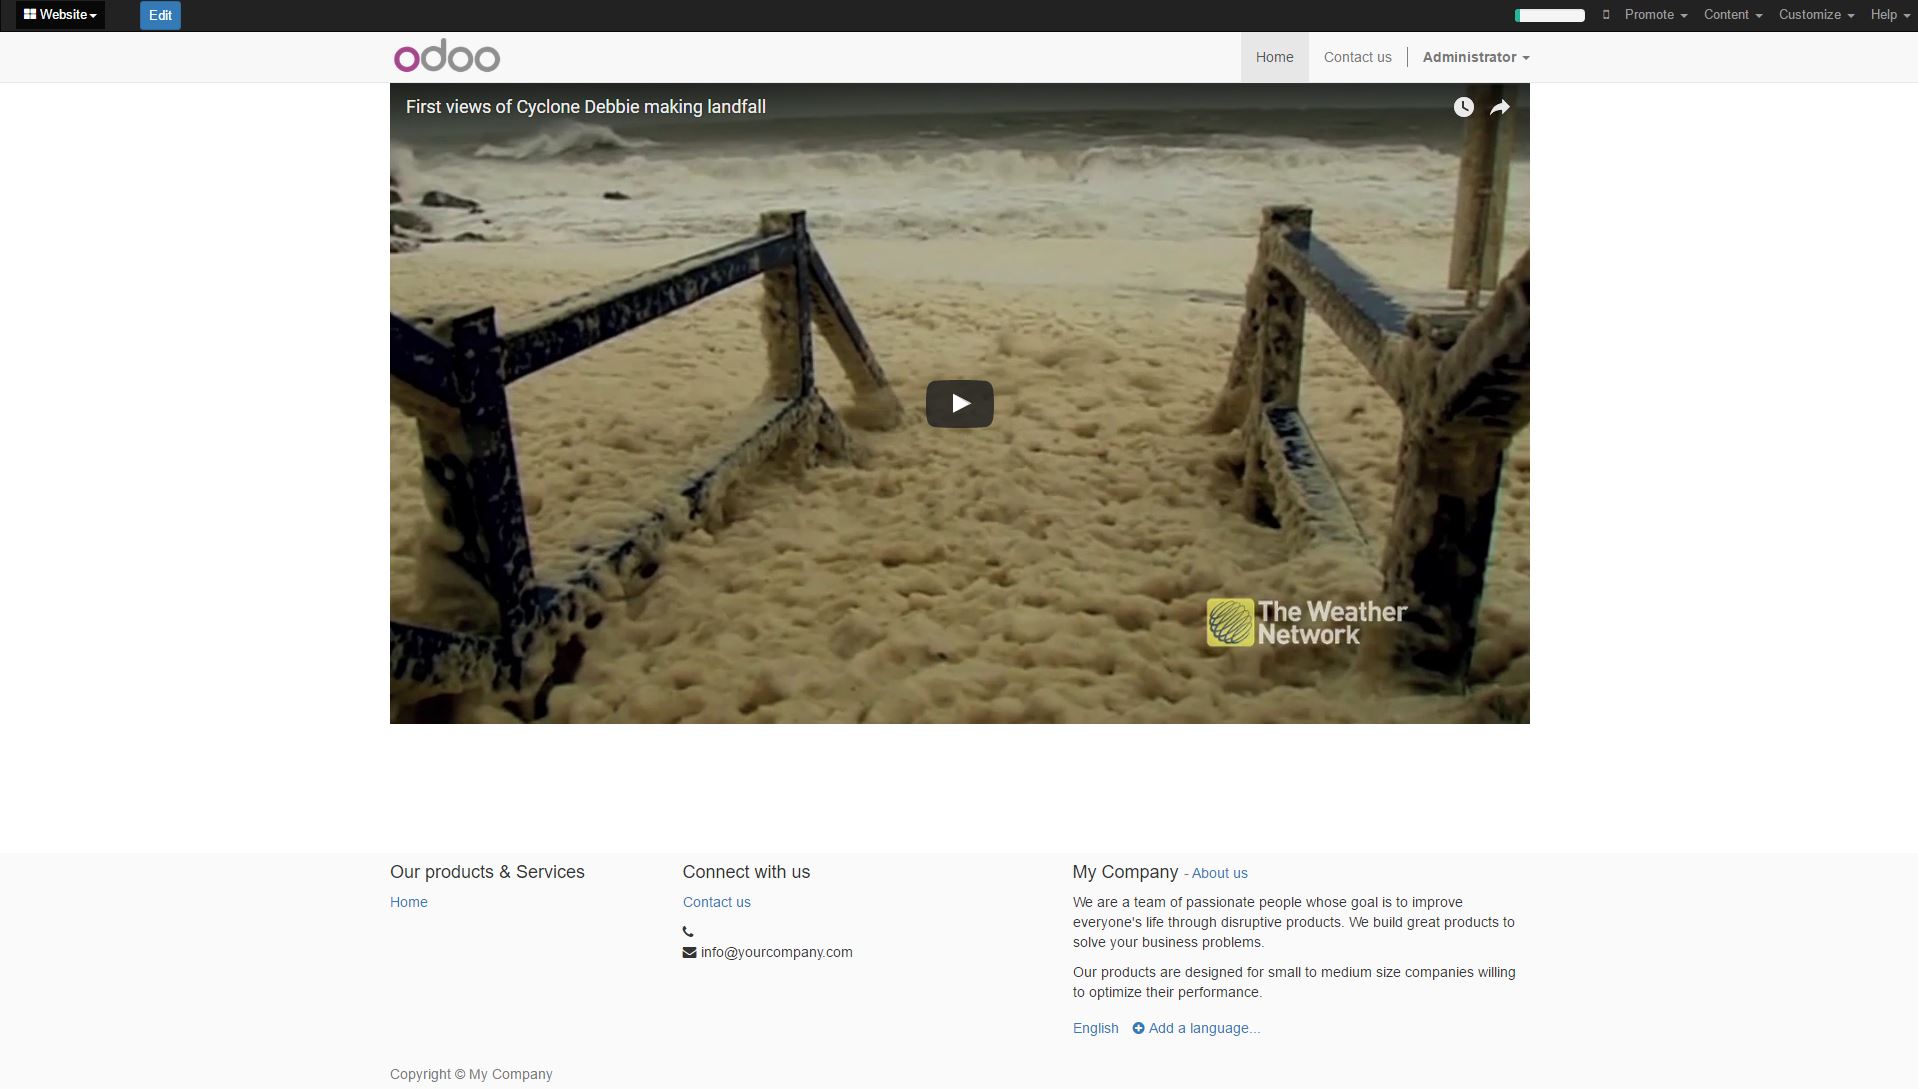 Website
Edit
Promote
Content
Customize
Help
odoo
Home
Contact us
Administrator
First views of Cyclone Debbie making landfall
The Weather
Network
Our products & Services
Home
Connect with us
Contact us
info@yourcompany.com
My Company - About us
We are a team of passionate people whose goal is to improve
everyone's life through disruptive products. We build great products to
solve your business problems.
Our products are designed for small to medium size companies willing
to optimize their performance.
English
Add a language...
Copyright © My Company